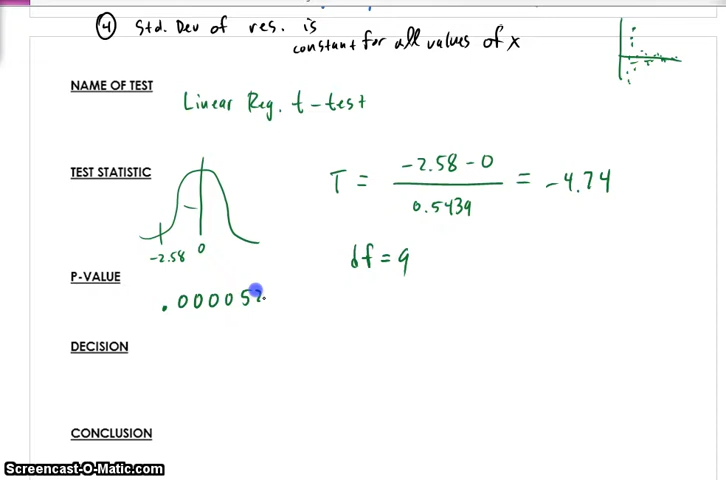 4 Std. Dev of res. is
constant for all values of x
NAME OF TEST
Linear Reg. t-test
TEST STATISTIC
T = -2.58 - 0 / 0.5439 = -4.74
-2.58 0
df = 9
P-VALUE
.00005
DECISION
CONCLUSION
Screencast-O-Matic.com